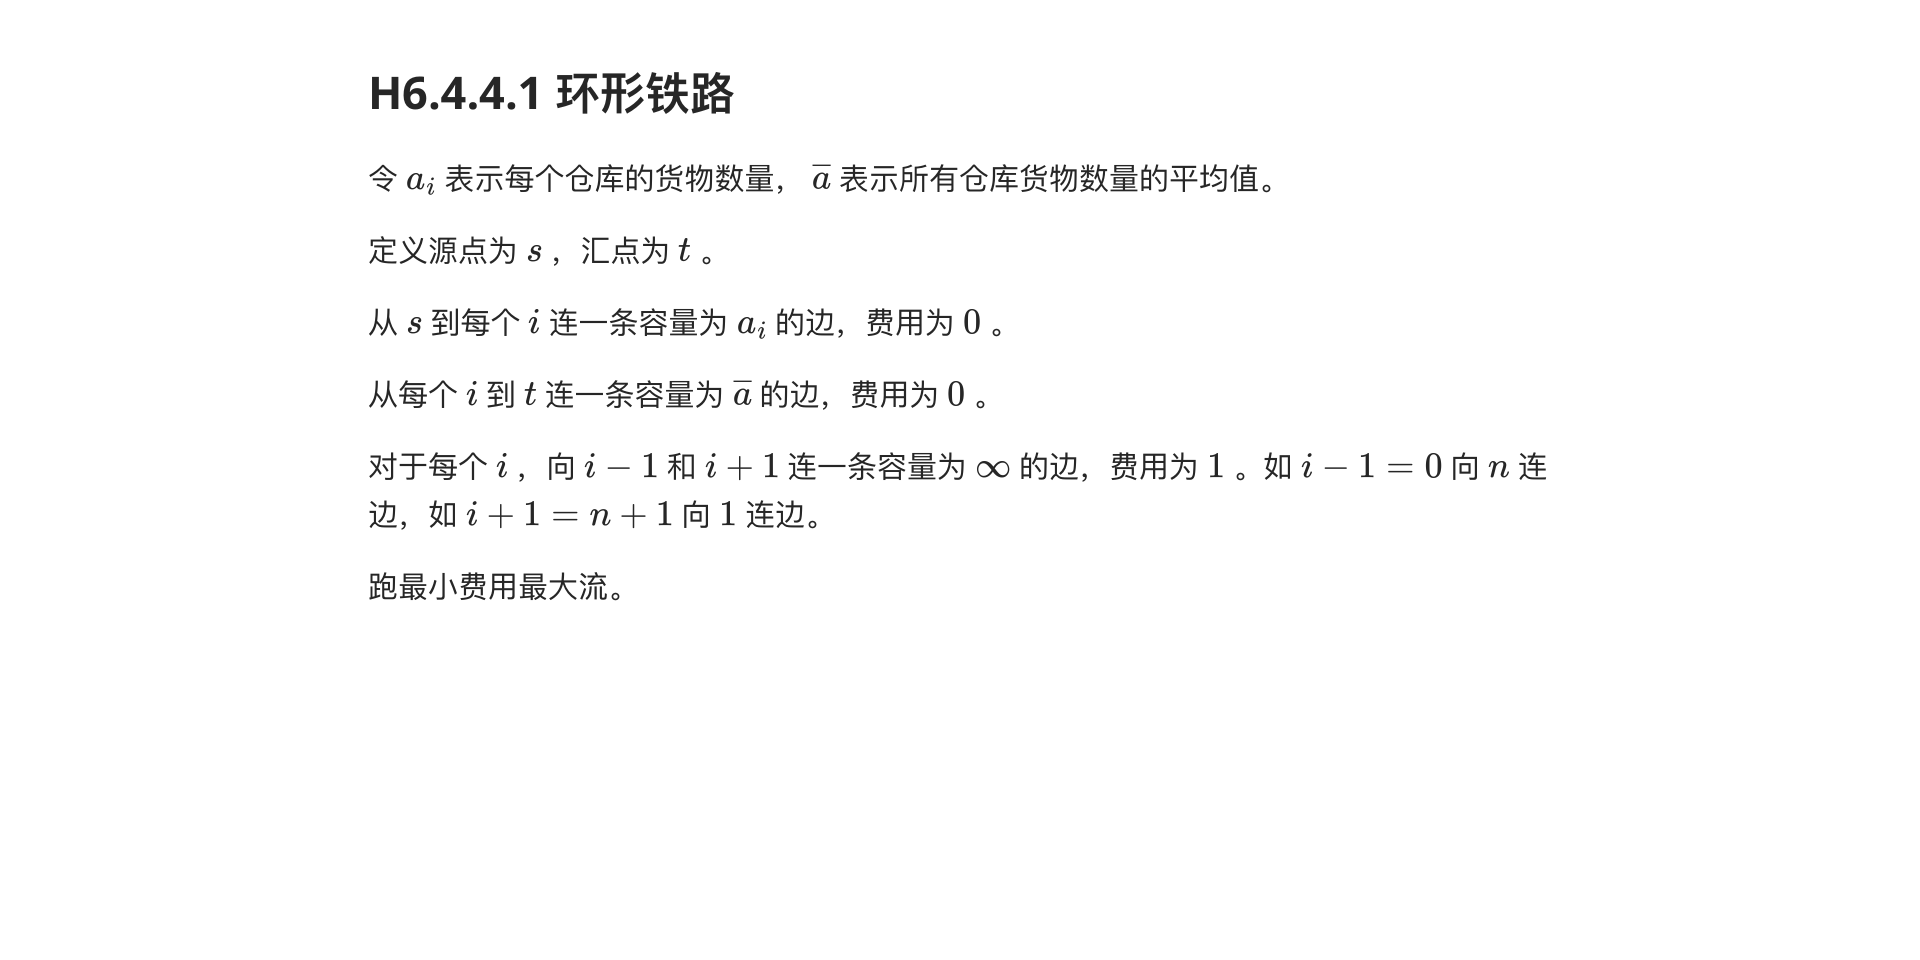 H6.4.4.1 环形铁路
令 aᵢ 表示每个仓库的货物数量， a̅ 表示所有仓库货物数量的平均值。
定义源点为 s ，汇点为 t 。
从 s 到每个 i 连一条容量为 aᵢ 的边，费用为 0 。
从每个 i 到 t 连一条容量为 a̅ 的边，费用为 0 。
对于每个 i ，向 i − 1 和 i + 1 连一条容量为 ∞ 的边，费用为 1 。如 i − 1 = 0 向 n 连
边，如 i + 1 = n + 1 向 1 连边。
跑最小费用最大流。